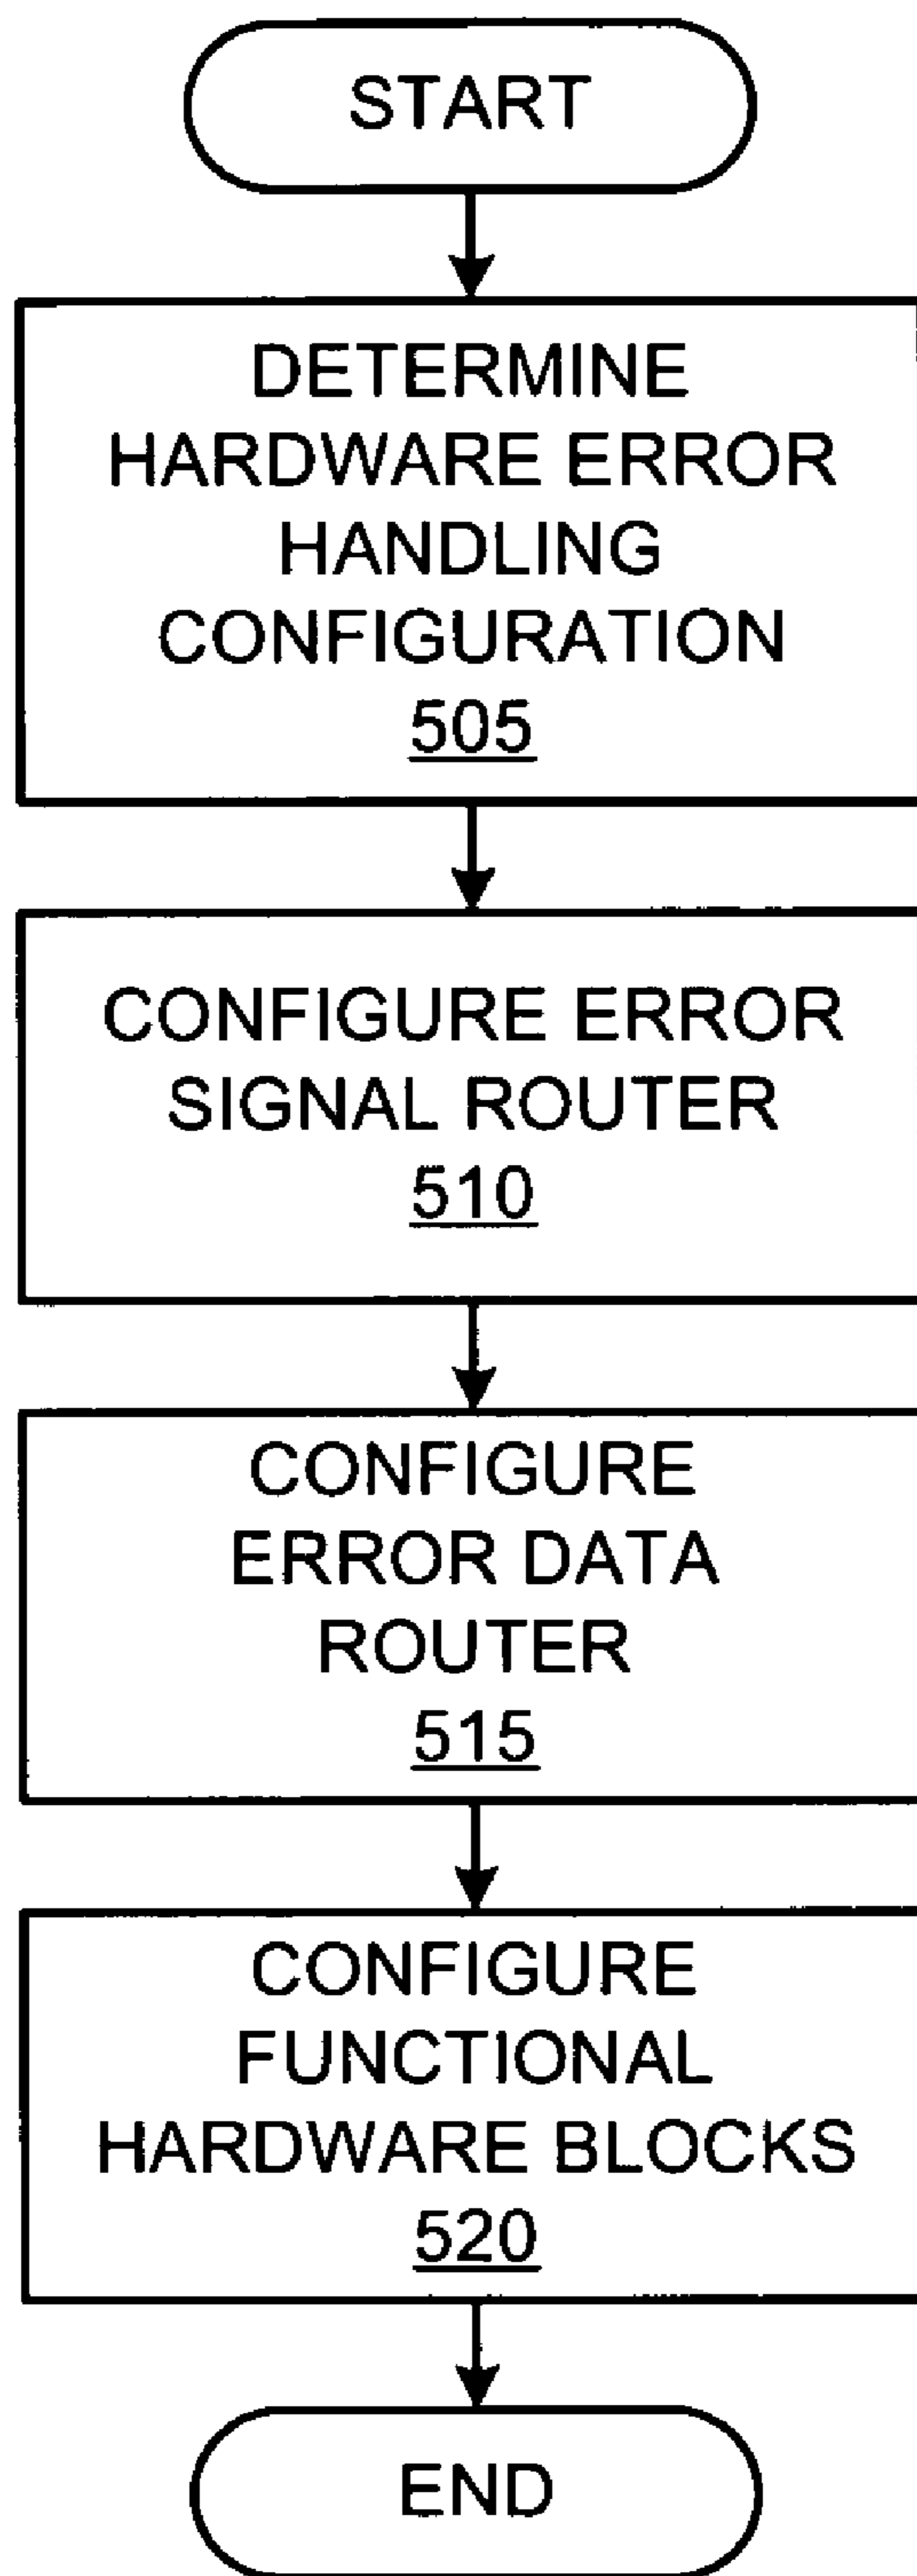 START
DETERMINE
HARDWARE ERROR
HANDLING
CONFIGURATION
505
CONFIGURE ERROR
SIGNAL ROUTER
510
CONFIGURE
ERROR DATA
ROUTER
515
CONFIGURE
FUNCTIONAL
HARDWARE BLOCKS
520
END